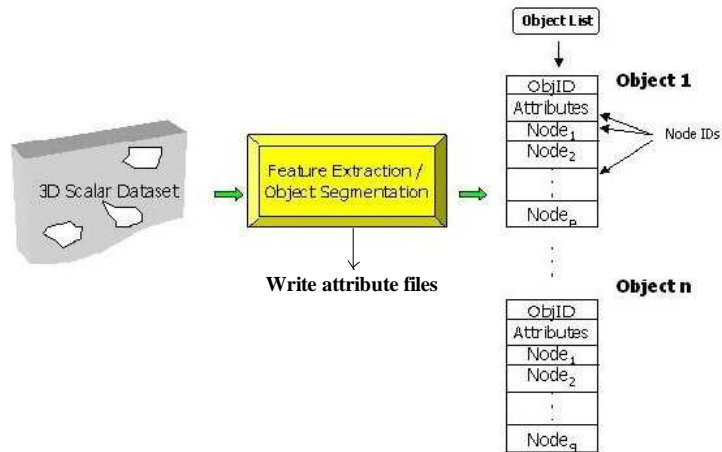 Object List
Object 1
ObjID
Attributes
Node1
Node2
Nodep
Node IDs
3D Scalar Dataset
Feature Extraction /
Object Segmentation
Write attribute files
Object n
ObjID
Attributes
Node1
Node2
Nodeq